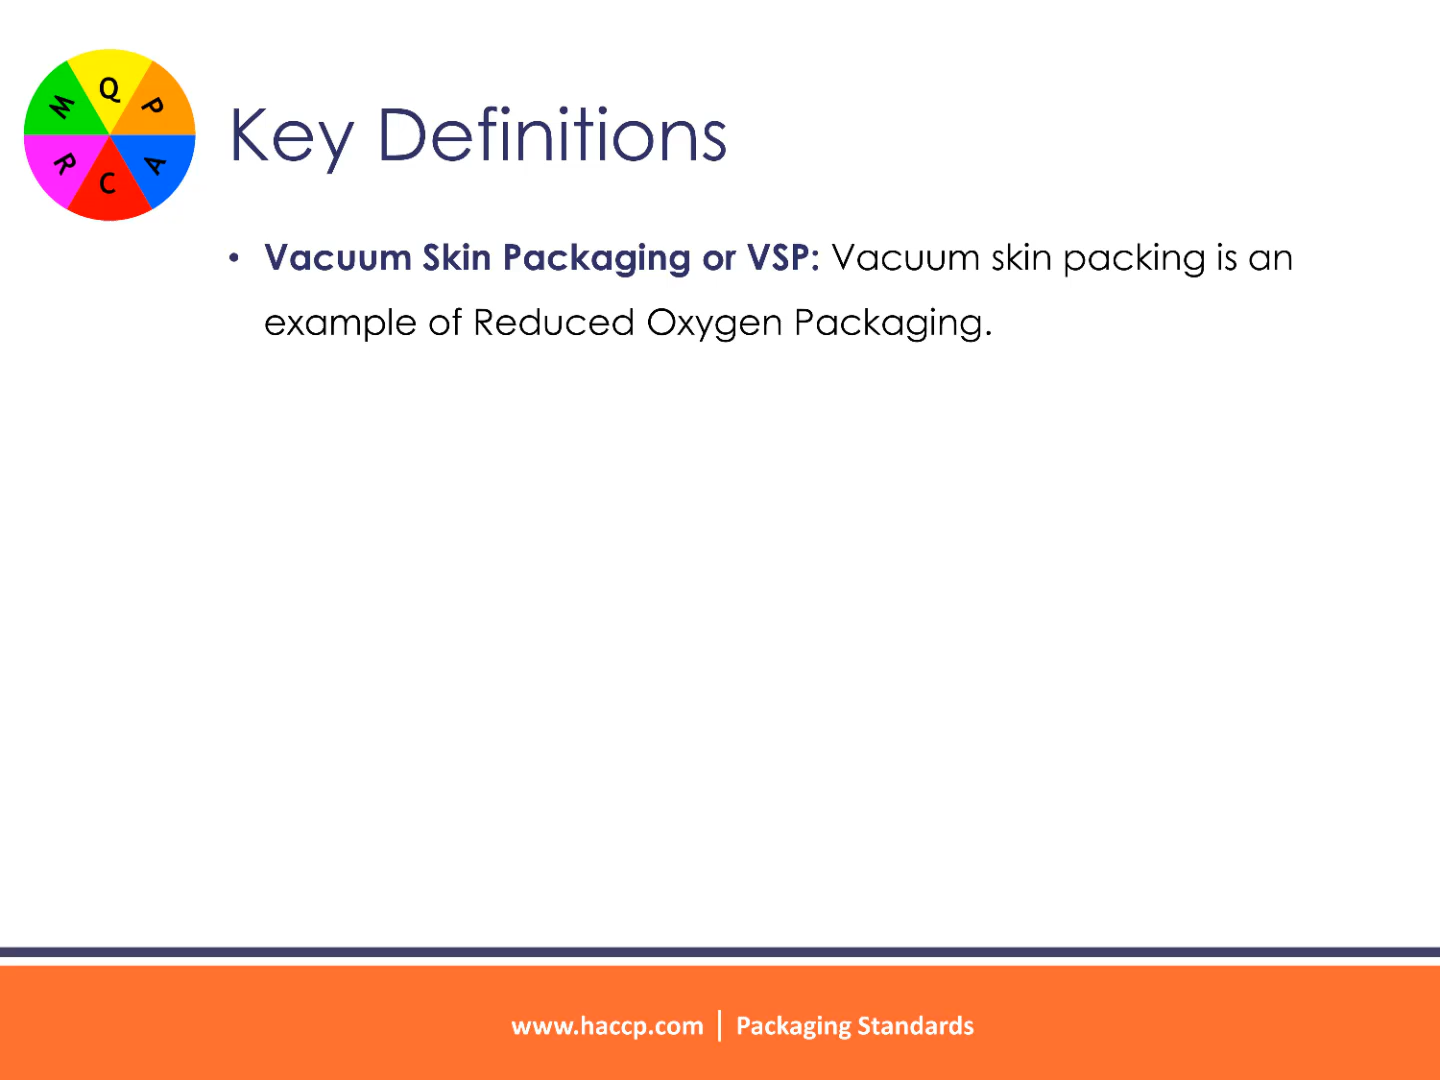 Q
P
A
C
R
M
Key Definitions
• Vacuum Skin Packaging or VSP: Vacuum skin packing is an
example of Reduced Oxygen Packaging.
www.haccp.com | Packaging Standards